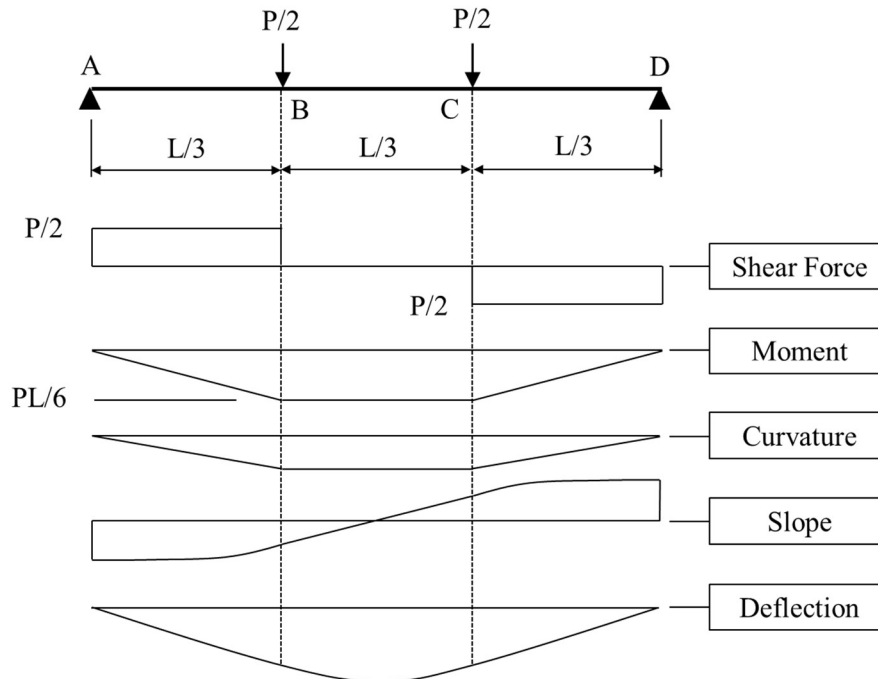 P/2 P/2
A D
B C
L/3 L/3 L/3
P/2
Shear Force
P/2
Moment
PL/6
Curvature
Slope
Deflection